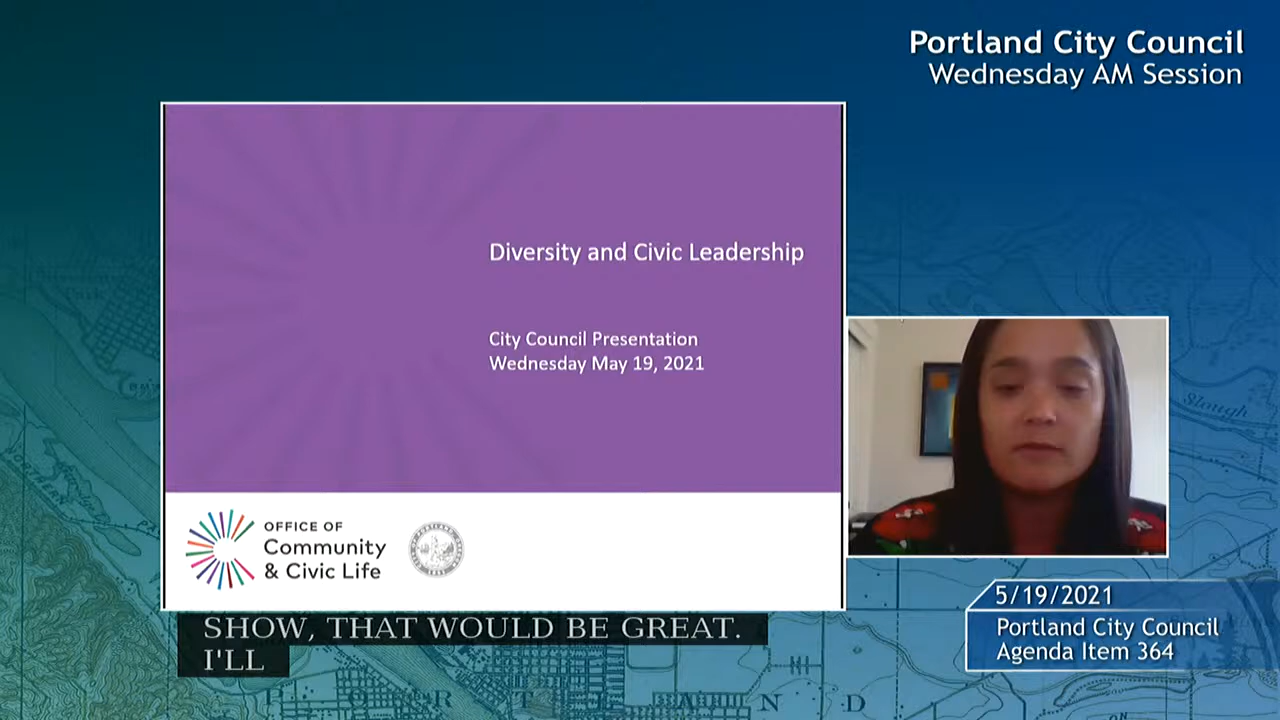 Portland City Council
Wednesday AM Session
Diversity and Civic Leadership
City Council Presentation
Wednesday May 19, 2021
OFFICE OF
Community
& Civic Life
Slough
5/19/2021
Portland City Council
Agenda Item 364
SHOW, THAT WOULD BE GREAT.
I'LL